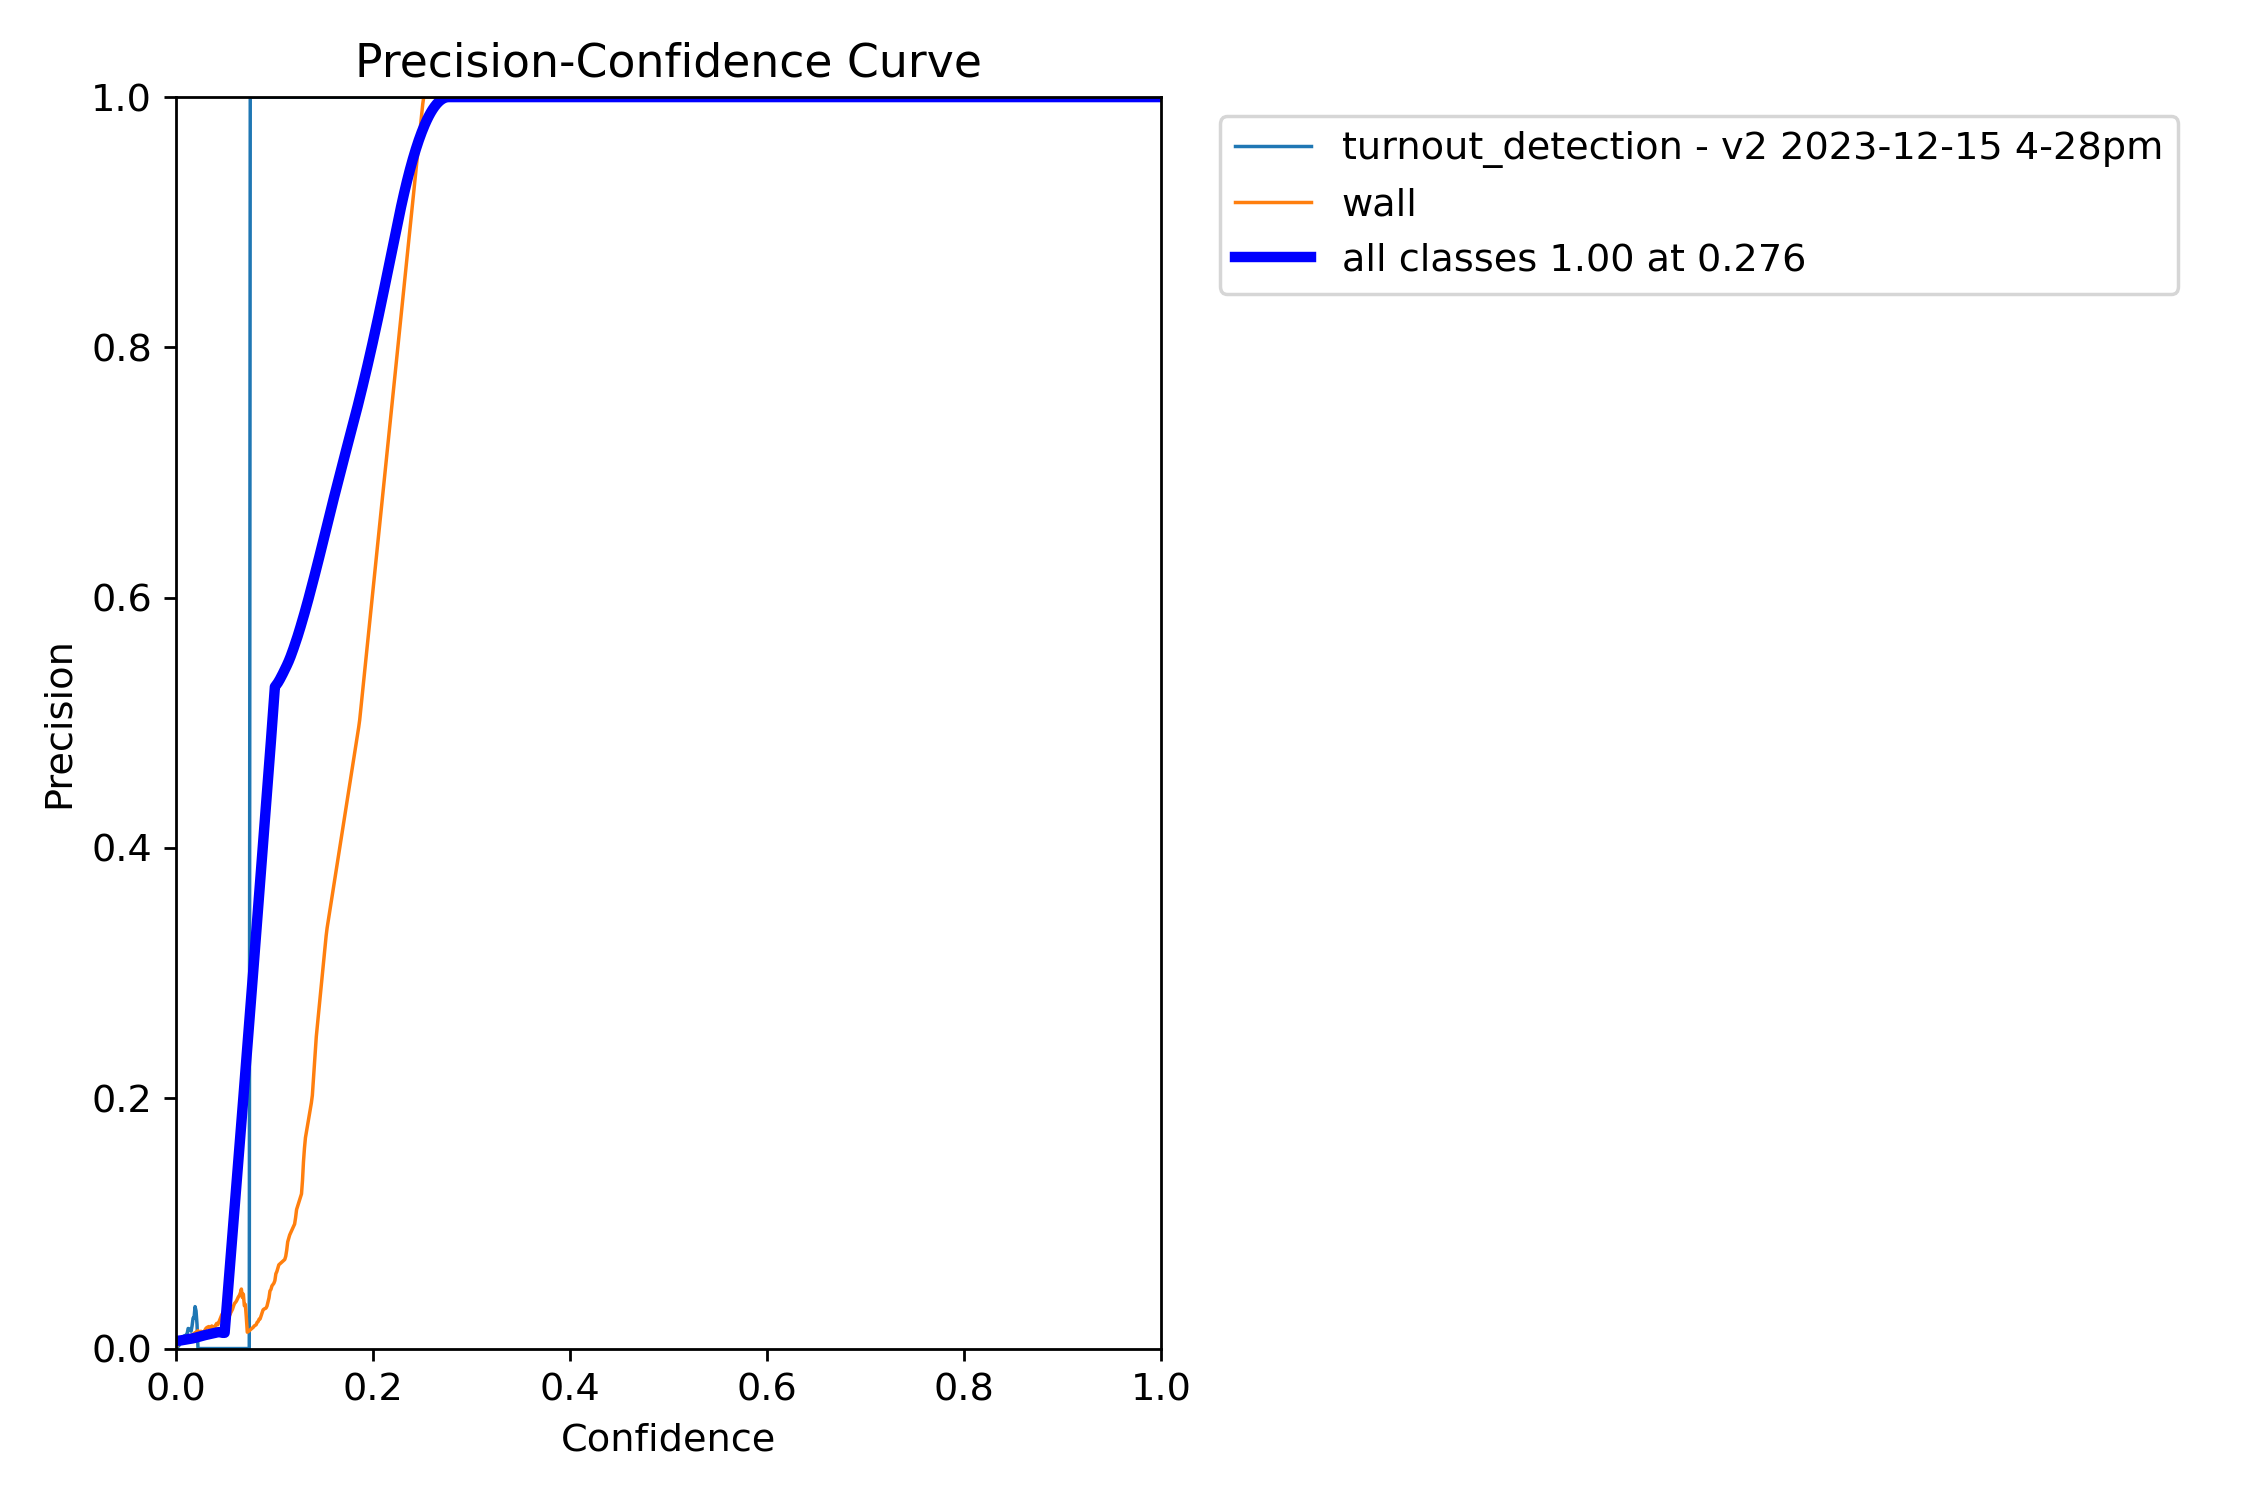 Precision-Confidence Curve
turnout_detection - v2 2023-12-15 4-28pm
wall
all classes 1.00 at 0.276
1.0
0.8
0.6
0.4
0.2
0.0
Precision
0.0 0.2 0.4 0.6 0.8 1.0
Confidence